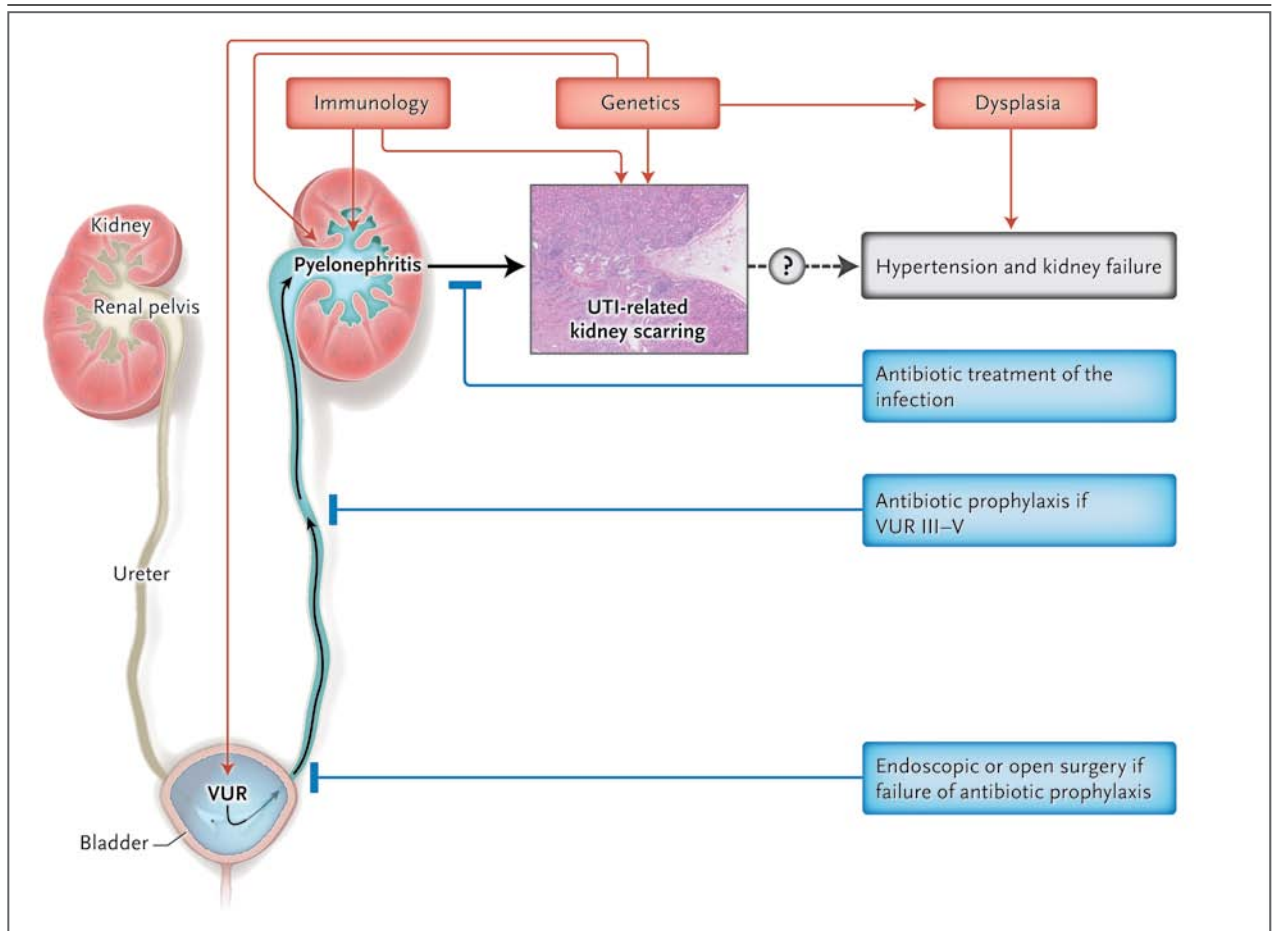 Immunology
Genetics
Dysplasia
Kidney
Renal pelvis
Pyelonephritis
UTI-related
kidney scarring
?
Hypertension and kidney failure
Antibiotic treatment of the
infection
Antibiotic prophylaxis if
VUR III–V
Ureter
Endoscopic or open surgery if
failure of antibiotic prophylaxis
VUR
Bladder